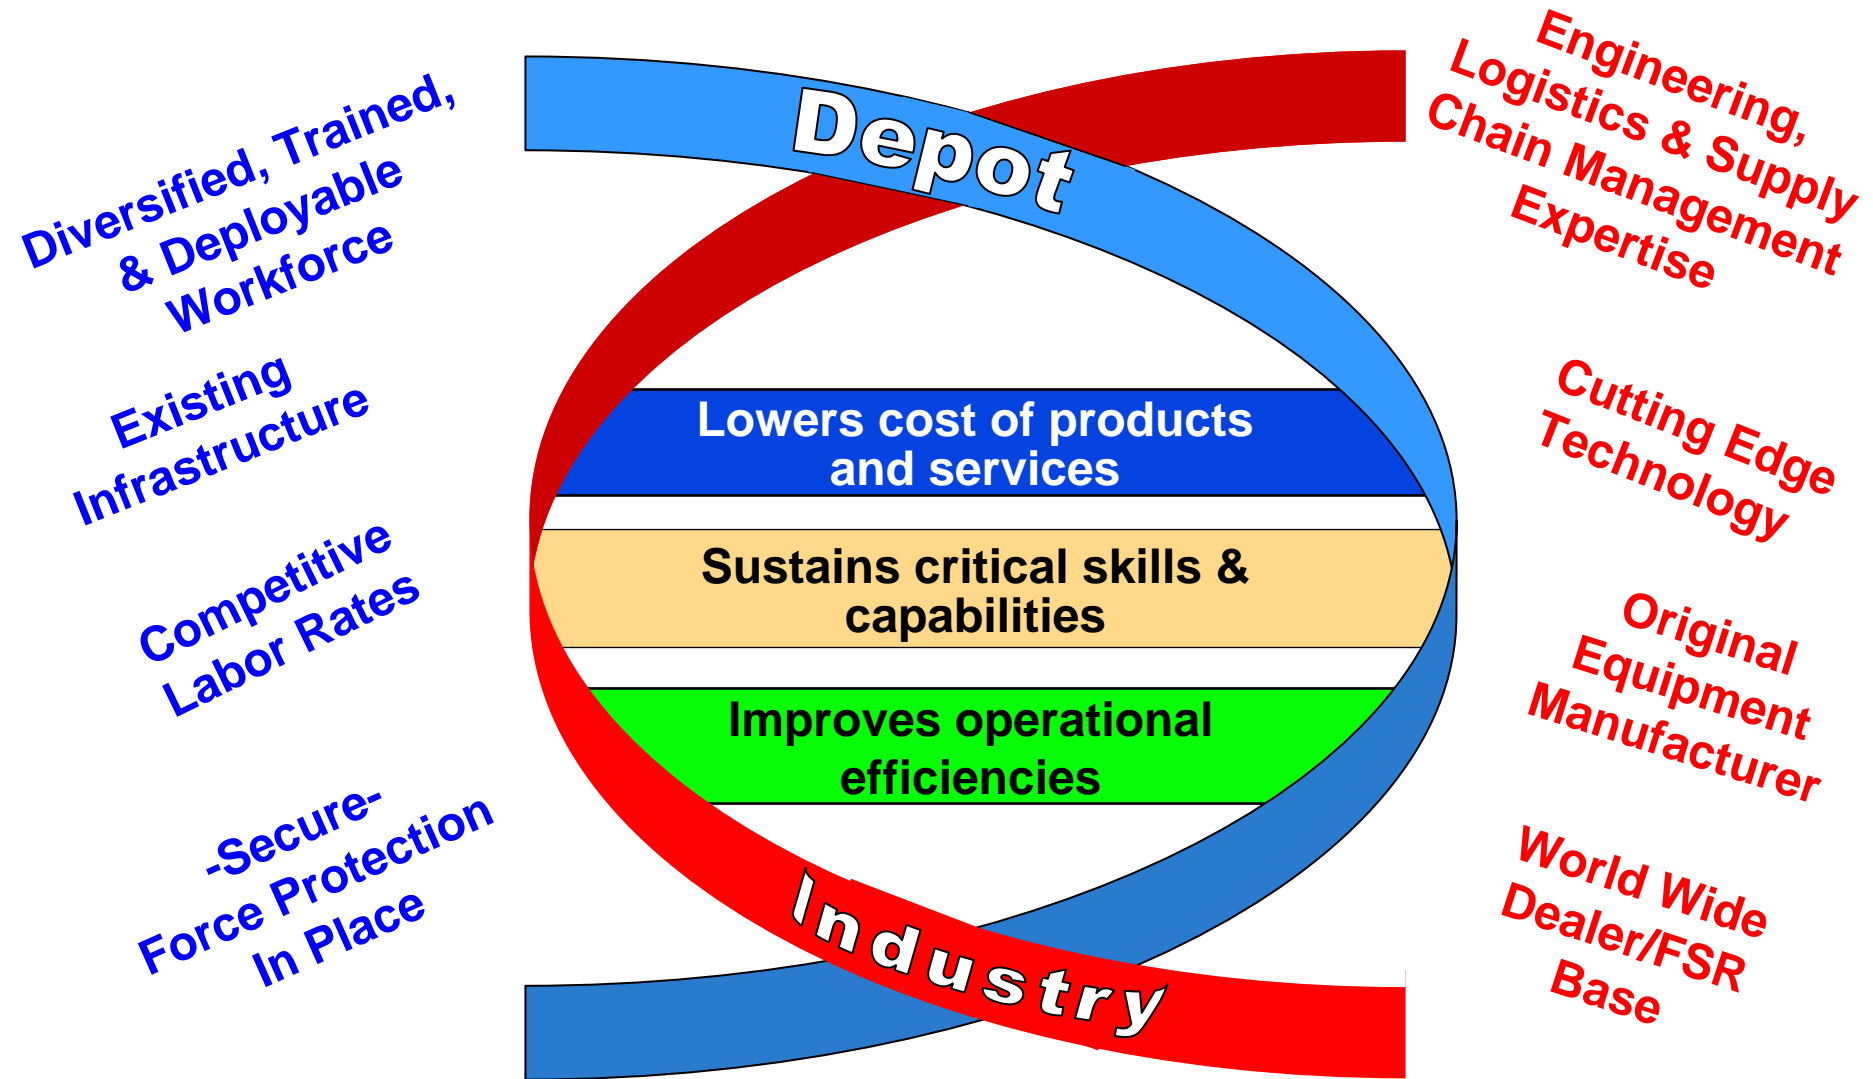 Diversified, Trained,
& Deployable
Workforce
Existing
Infrastructure
Competitive
Labor Rates
-Secure-
Force Protection
In Place
Depot
Lowers cost of products
and services
Sustains critical skills &
capabilities
Improves operational
efficiencies
Industry
Engineering,
Logistics & Supply
Chain Management
Expertise
Cutting Edge
Technology
Original
Equipment
Manufacturer
World Wide
Dealer/FSR
Base